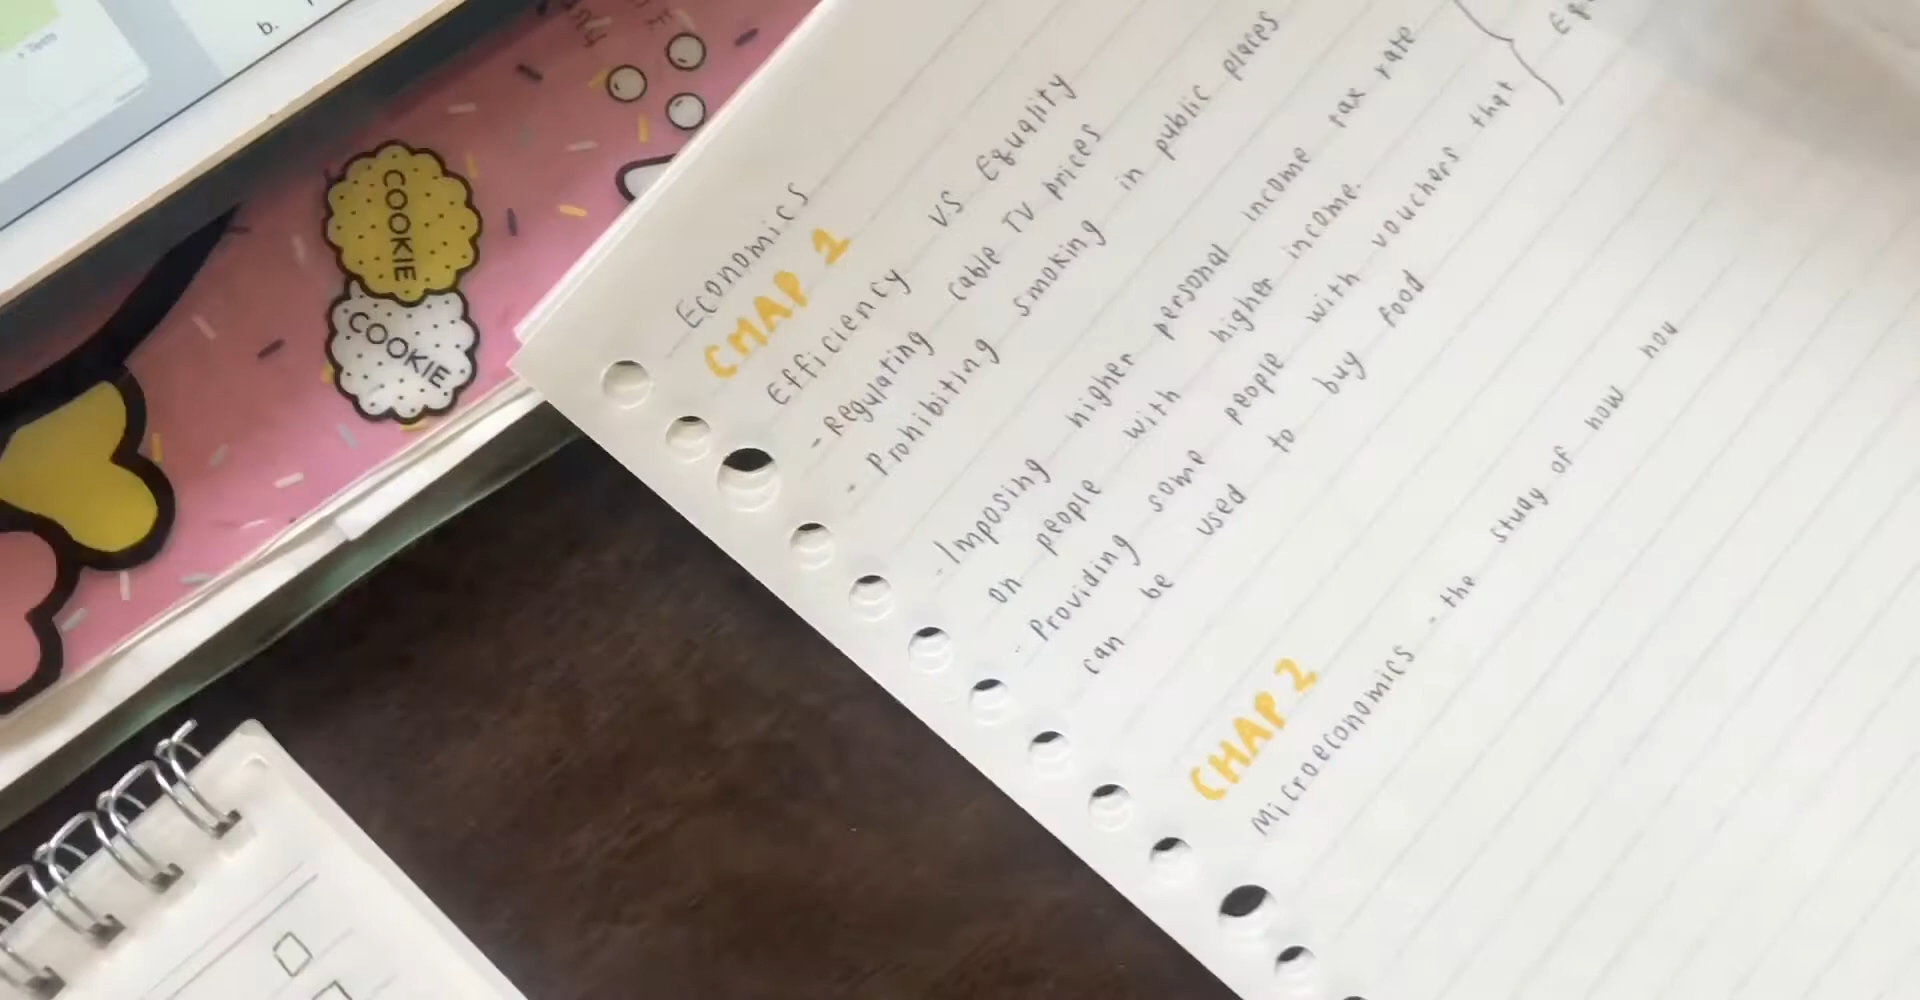 b.
COOKIE
COOKIE
Economics
CHAP 1
Efficiency vs Equality
- Regulating cable TV prices
- Prohibiting smoking in public places
- Imposing higher personal income tax rate
on people with higher income.
- Providing some people with vouchers that
can be used to buy food
CHAP 2
Microeconomics - the study of how hou